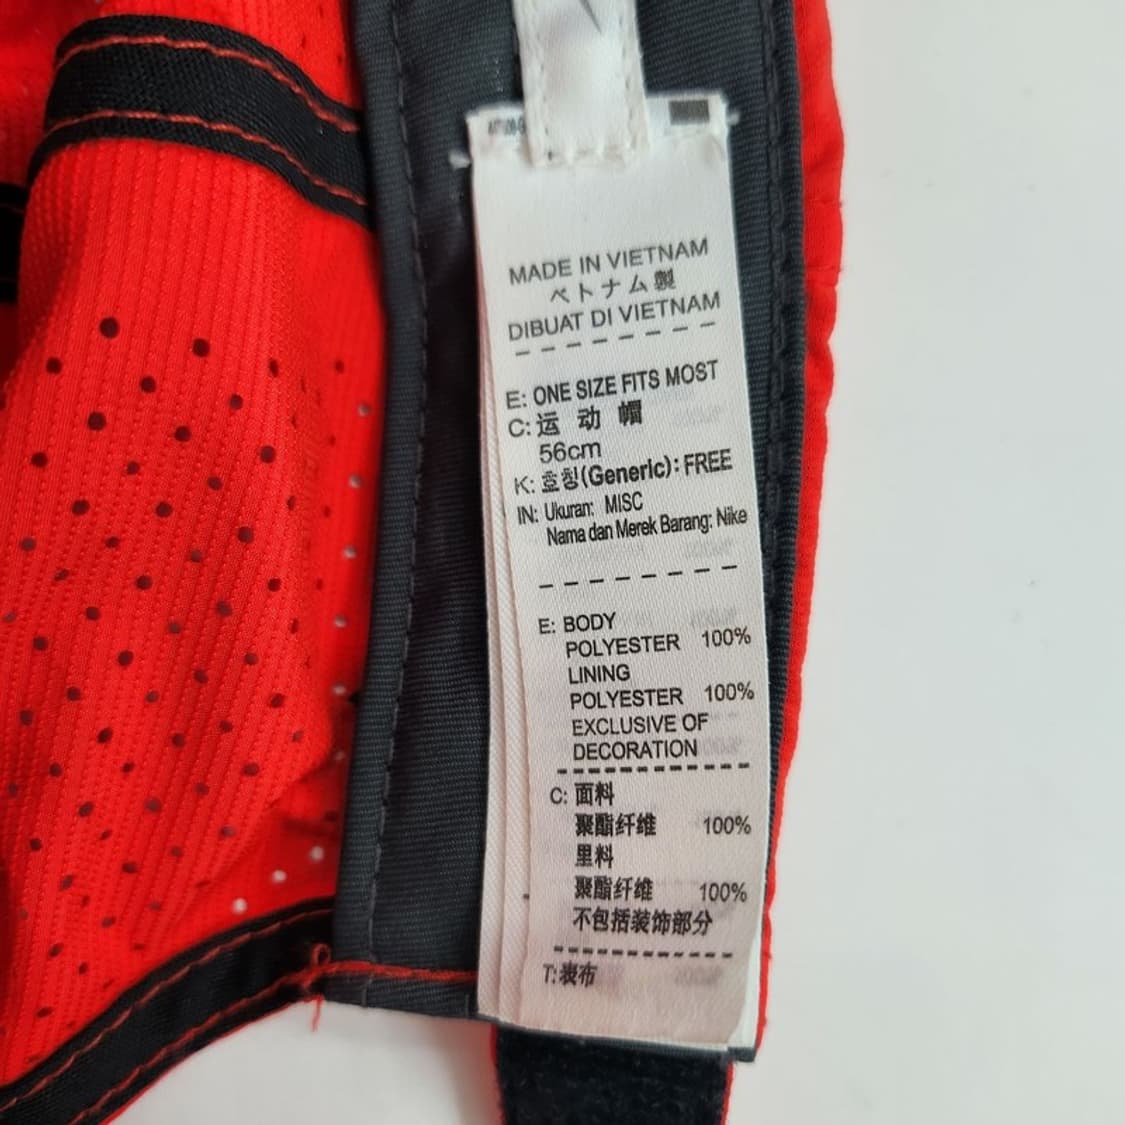 MADE IN VIETNAM
ベトナム製
DIBUAT DI VIETNAM
E: ONE SIZE FITS MOST
C: 运 动 帽
56cm
K: 호칭(Generic): FREE
IN: Ukuran: MISC
Nama dan Merek Barang: Nike
E: BODY
POLYESTER 100%
LINING
POLYESTER 100%
EXCLUSIVE OF
DECORATION
C: 面料
聚酯纤维 100%
里料
聚酯纤维 100%
不包括装饰部分
T:表布